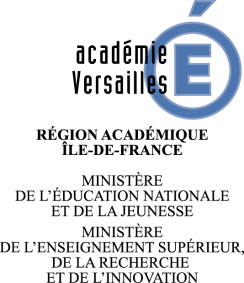 académie
Versailles
É
RÉGION ACADÉMIQUE
ÎLE-DE-FRANCE
MINISTÈRE
DE L'ÉDUCATION NATIONALE
ET DE LA JEUNESSE
MINISTÈRE
DE L'ENSEIGNEMENT SUPÉRIEUR,
DE LA RECHERCHE
ET DE L'INNOVATION